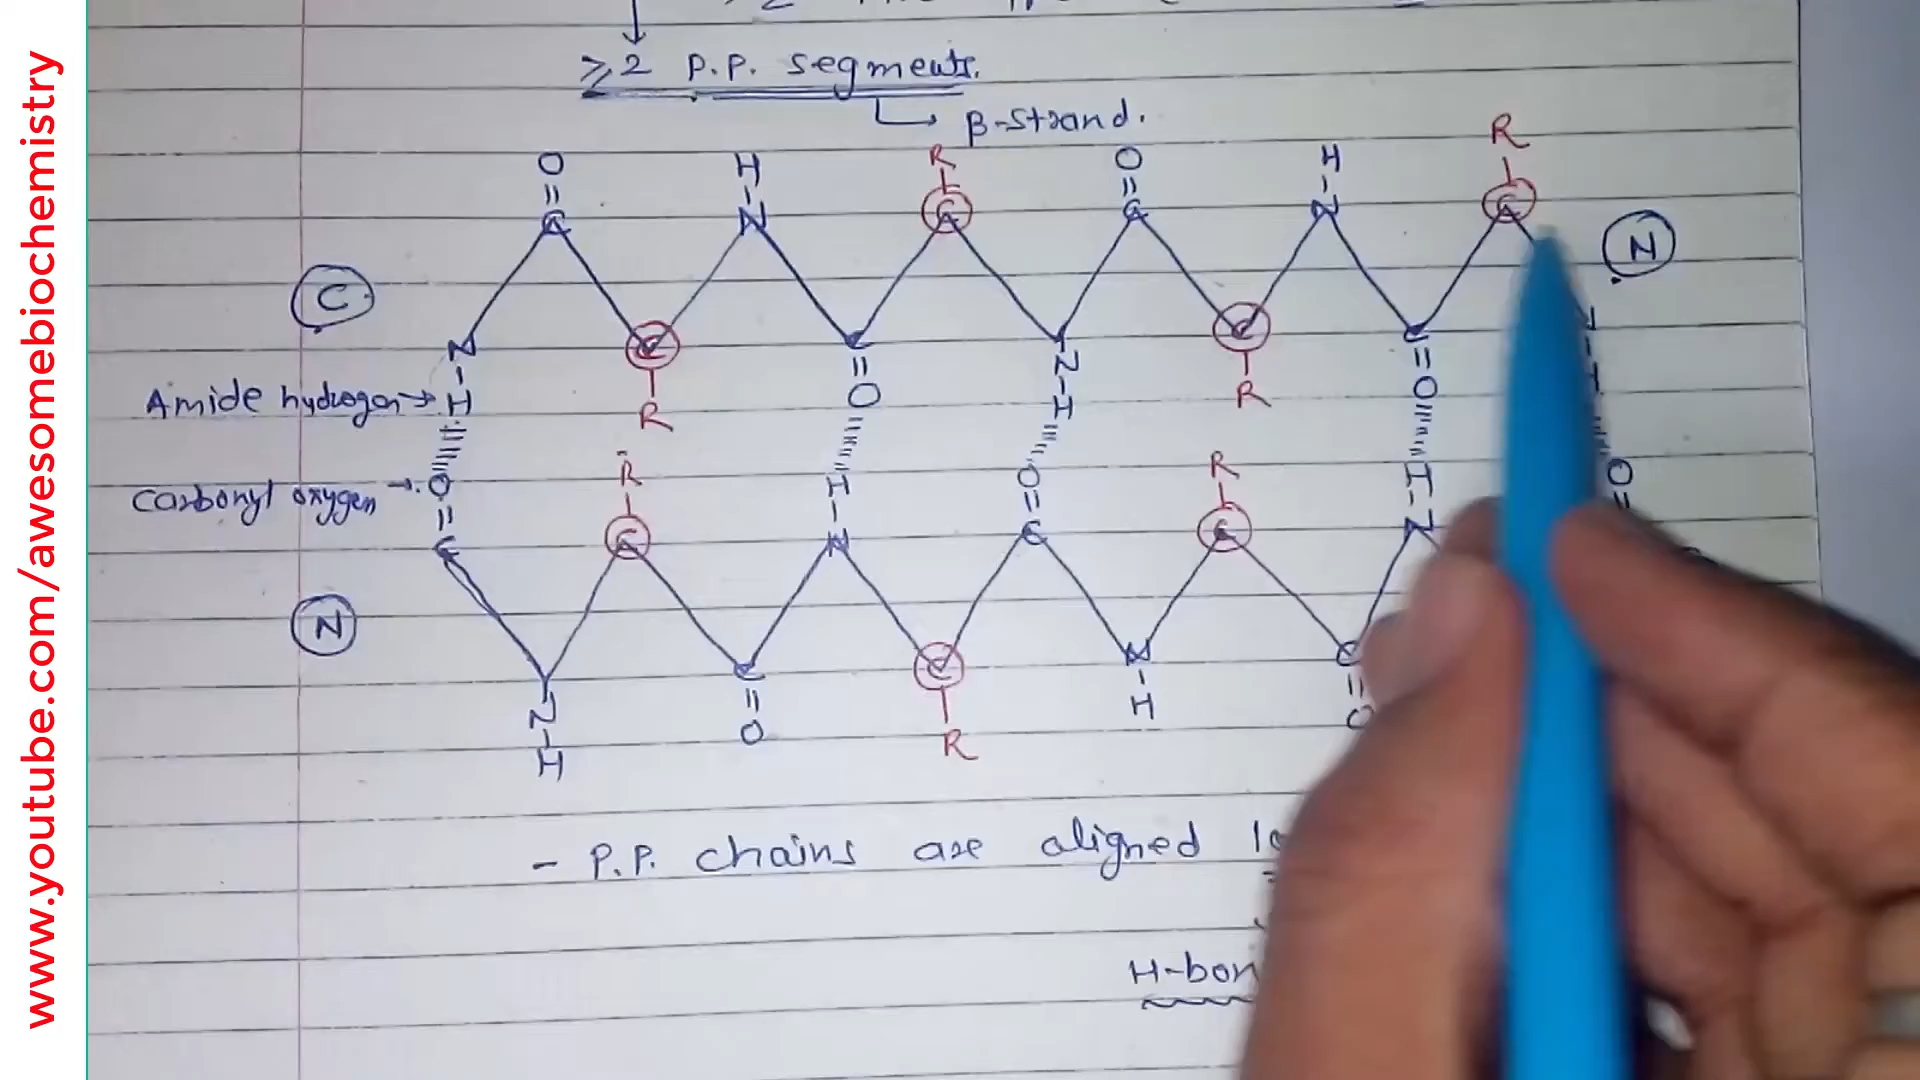 www.youtube.com/awesomebiochemistry
≥2 P.P. segments.
β-strand.
O H R O H R
= - - = - -
C N C C N C
C N
N C C N C C N
Amide hydrogen → H R O H R O H
Carbonyl oxygen → O R H O R H O
C C N C C N
N
N C C N C
H O R H O
- P.P. chains are aligned
H-bon